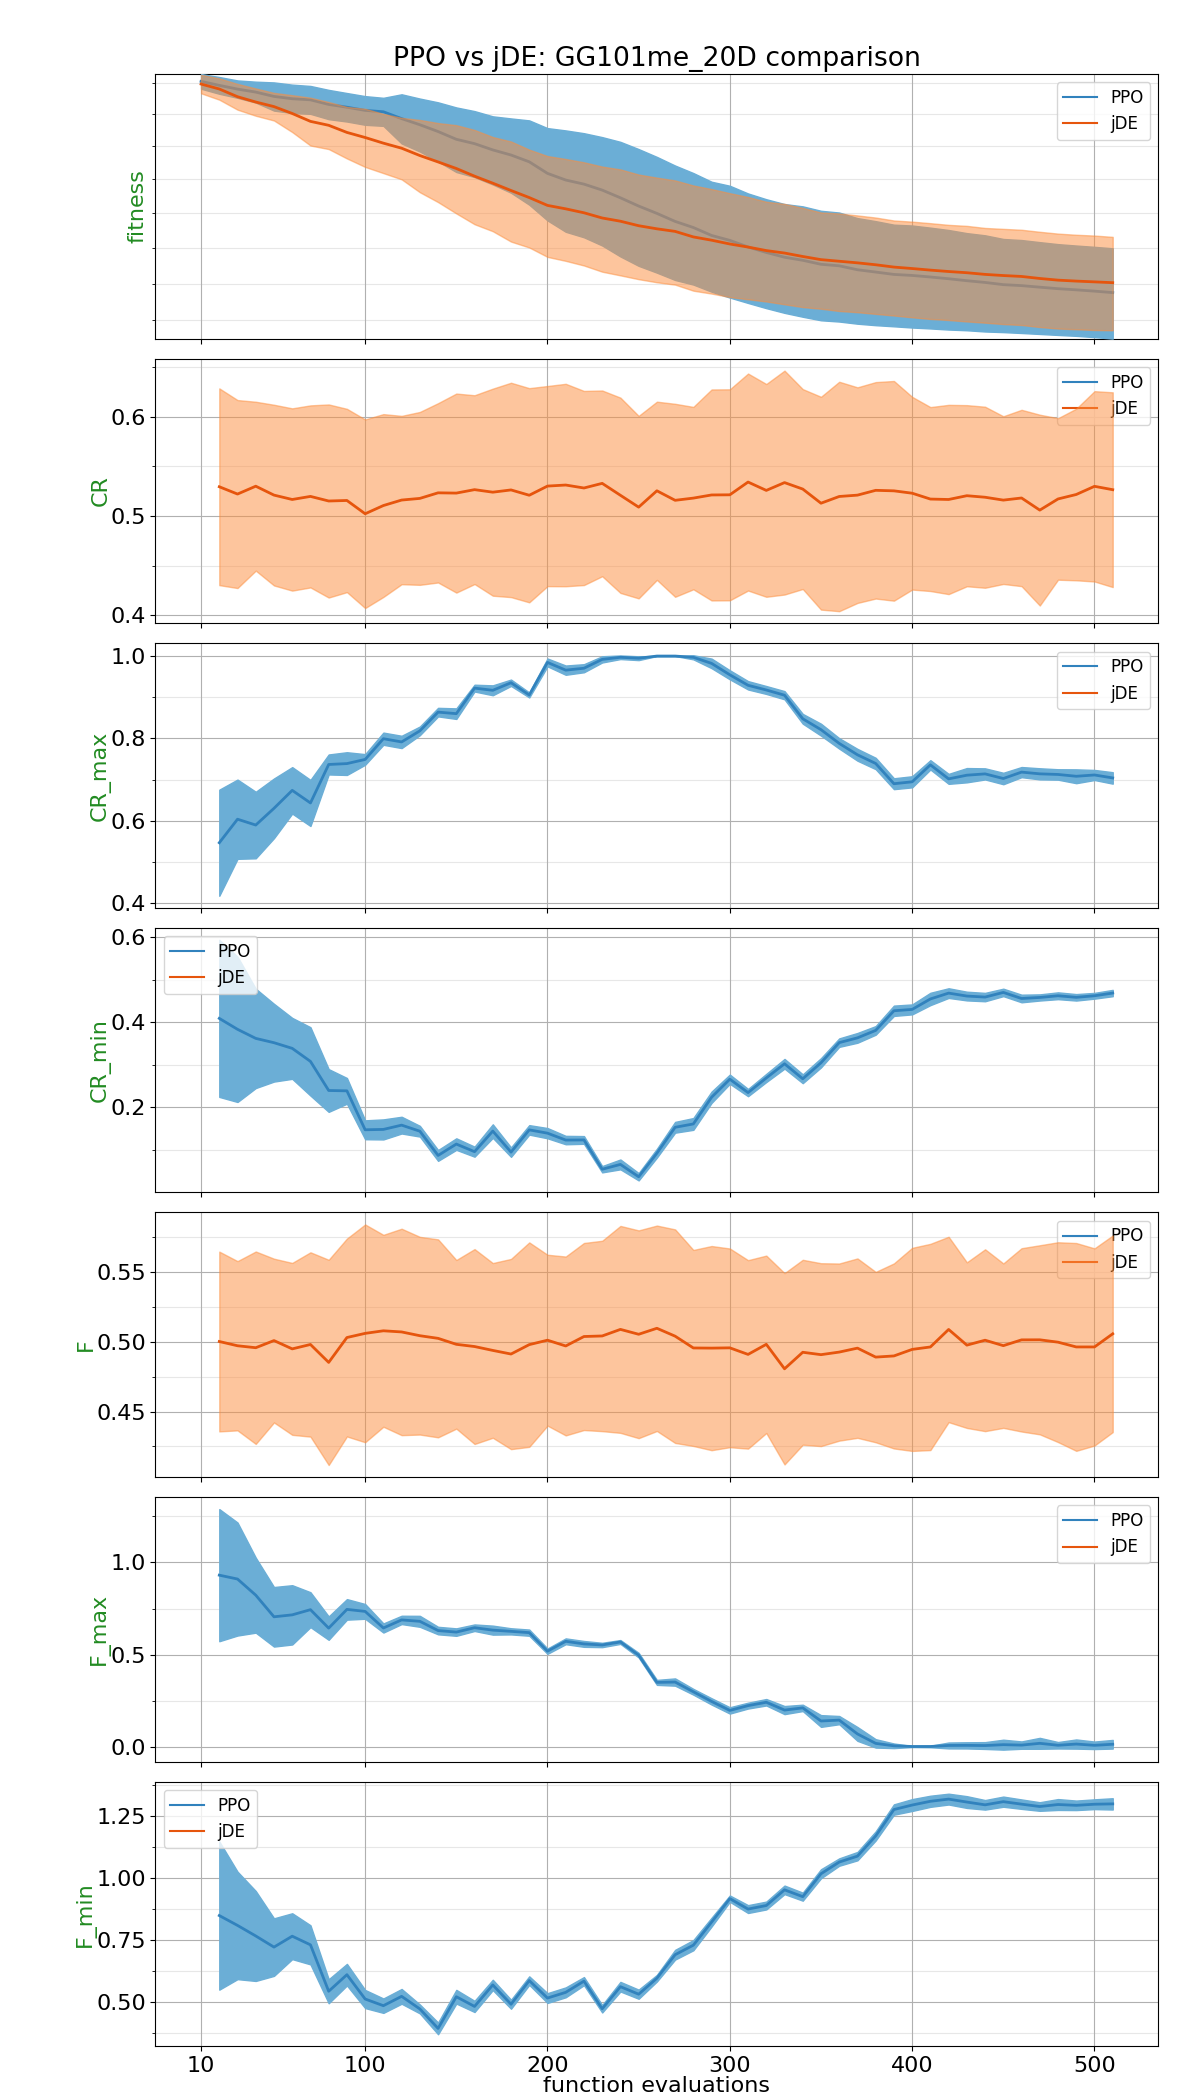 PPO vs jDE: GG101me_20D comparison
fitness
PPO
jDE
CR
0.6
0.5
0.4
PPO
jDE
CR_max
1.0
0.8
0.6
0.4
PPO
jDE
CR_min
0.6
0.4
0.2
PPO
jDE
F
0.55
0.50
0.45
PPO
jDE
F_max
1.0
0.5
0.0
PPO
jDE
F_min
1.25
1.00
0.75
0.50
PPO
jDE
10 100 200 300 400 500
function evaluations